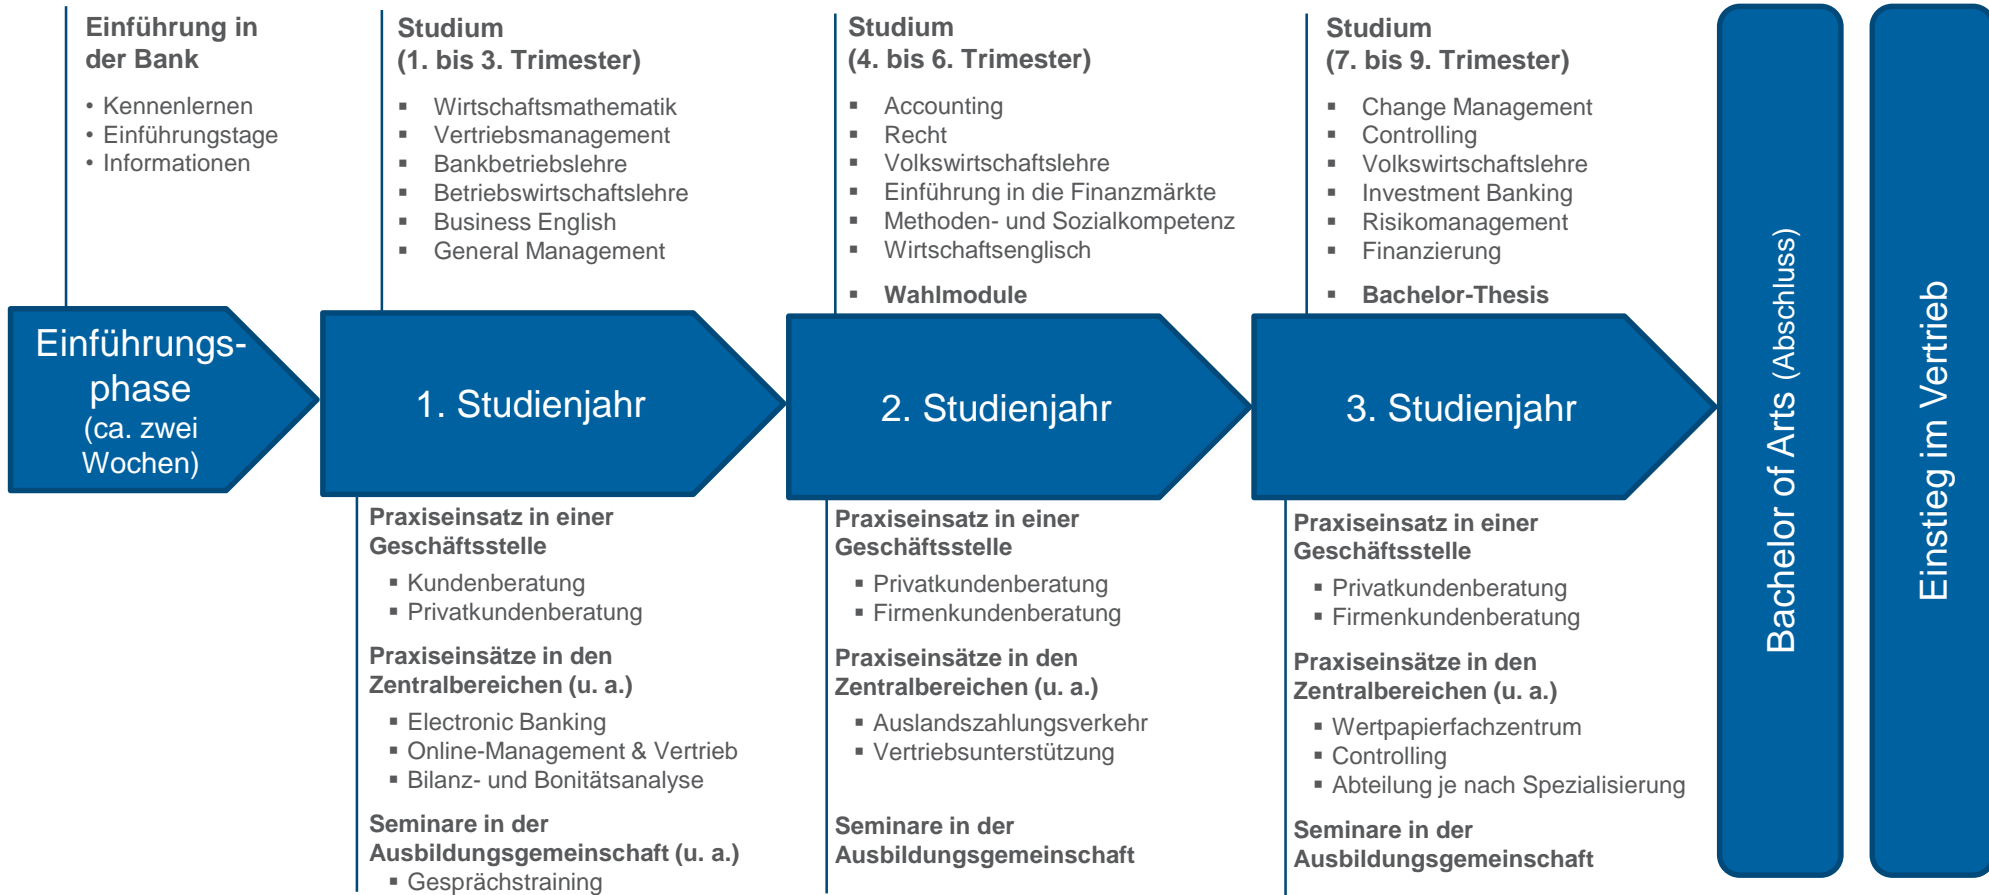 Einführung in
der Bank
• Kennenlernen
• Einführungstage
• Informationen
Studium
(1. bis 3. Trimester)
▪ Wirtschaftsmathematik
▪ Vertriebsmanagement
▪ Bankbetriebslehre
▪ Betriebswirtschaftslehre
▪ Business English
▪ General Management
Studium
(4. bis 6. Trimester)
▪ Accounting
▪ Recht
▪ Volkswirtschaftslehre
▪ Einführung in die Finanzmärkte
▪ Methoden- und Sozialkompetenz
▪ Wirtschaftsenglisch
▪ Wahlmodule
Studium
(7. bis 9. Trimester)
▪ Change Management
▪ Controlling
▪ Volkswirtschaftslehre
▪ Investment Banking
▪ Risikomanagement
▪ Finanzierung
▪ Bachelor-Thesis
Einführungs-
phase
(ca. zwei
Wochen)
1. Studienjahr
2. Studienjahr
3. Studienjahr
Praxiseinsatz in einer
Geschäftsstelle
▪ Kundenberatung
▪ Privatkundenberatung
Praxiseinsätze in den
Zentralbereichen (u. a.)
▪ Electronic Banking
▪ Online-Management & Vertrieb
▪ Bilanz- und Bonitätsanalyse
Seminare in der
Ausbildungsgemeinschaft (u. a.)
▪ Gesprächstraining
Praxiseinsatz in einer
Geschäftsstelle
▪ Privatkundenberatung
▪ Firmenkundenberatung
Praxiseinsätze in den
Zentralbereichen (u. a.)
▪ Auslandszahlungsverkehr
▪ Vertriebsunterstützung
Seminare in der
Ausbildungsgemeinschaft
Praxiseinsatz in einer
Geschäftsstelle
▪ Privatkundenberatung
▪ Firmenkundenberatung
Praxiseinsätze in den
Zentralbereichen (u. a.)
▪ Wertpapierfachzentrum
▪ Controlling
▪ Abteilung je nach Spezialisierung
Seminare in der
Ausbildungsgemeinschaft
Bachelor of Arts (Abschluss)
Einstieg im Vertrieb